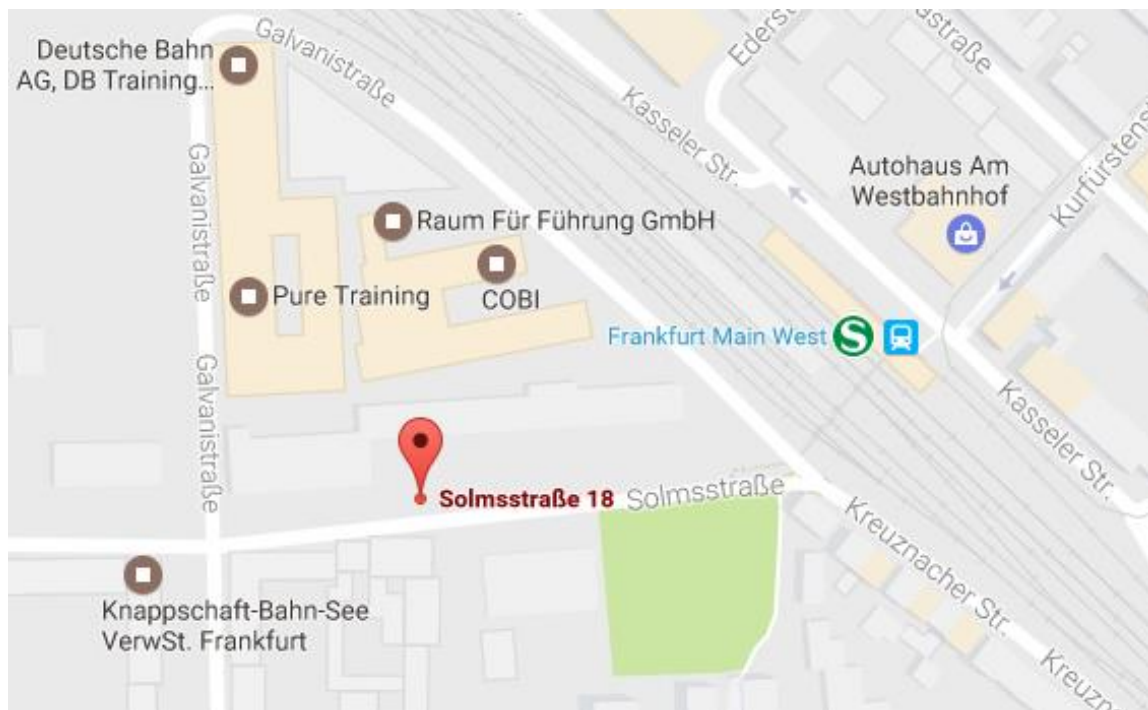 Deutsche Bahn
AG, DB Training...
Galvanistraße
Kasseler Str.
Galvanistraße
Autohaus Am
Westbahnhof
Raum Für Führung GmbH
Pure Training
COBI
Frankfurt Main West
S
Galvanistraße
Kasseler Str.
Solmsstraße 18
Solmsstraße
Kreuznacher Str.
Knappschaft-Bahn-See
VerwSt. Frankfurt